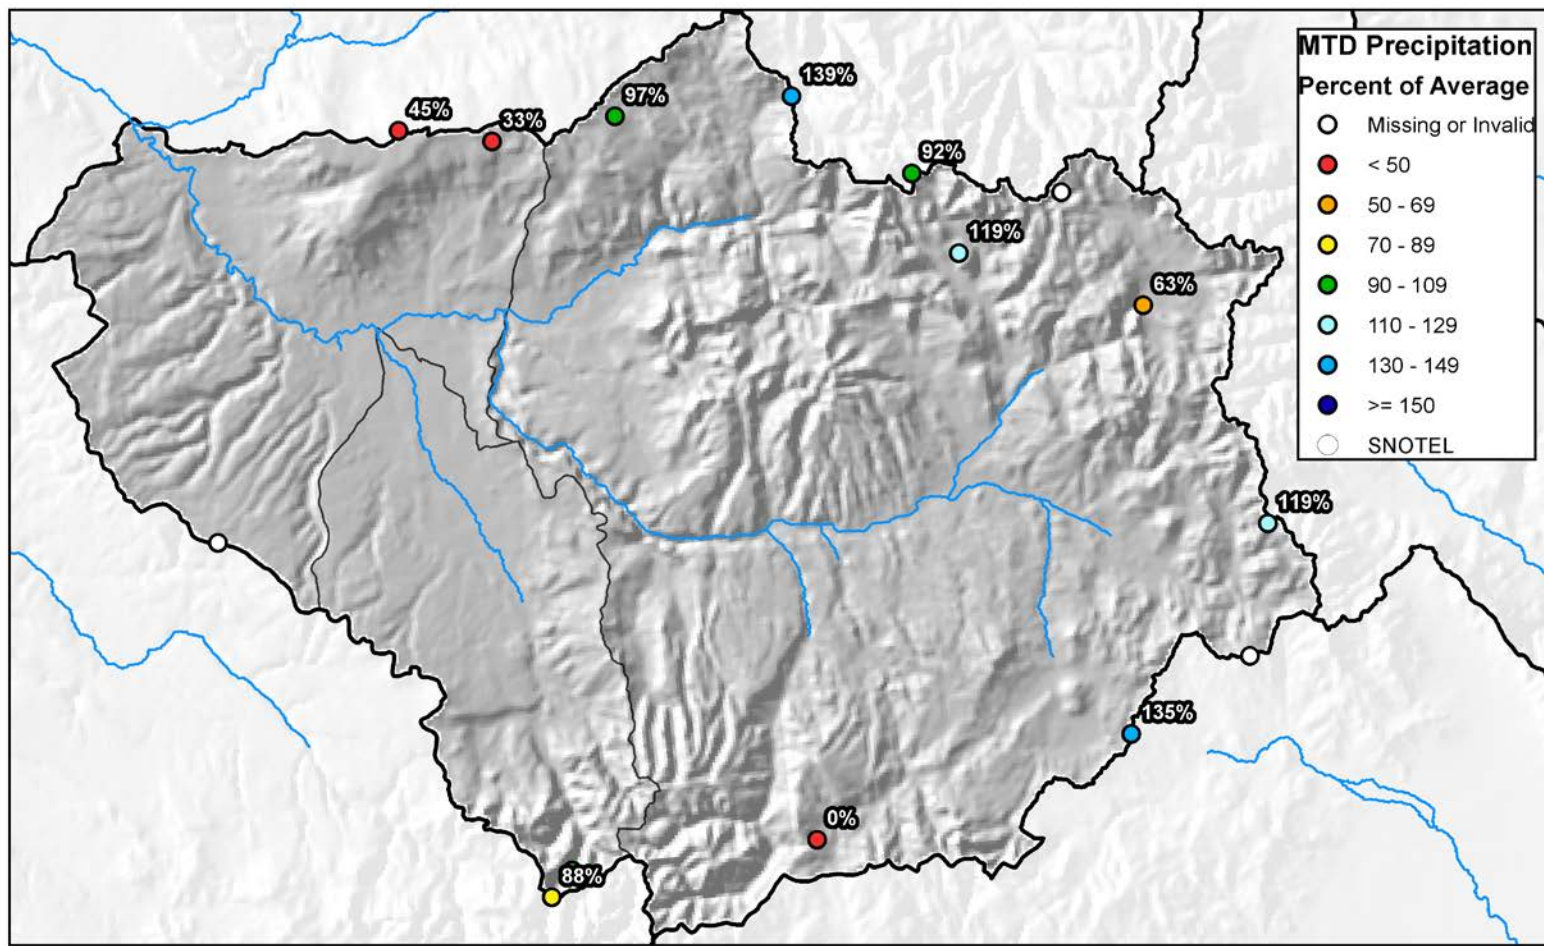 MTD Precipitation
Percent of Average
Missing or Invalid
< 50
50 - 69
70 - 89
90 - 109
110 - 129
130 - 149
>= 150
SNOTEL
139%
97%
45%
33%
92%
119%
63%
119%
135%
0%
88%